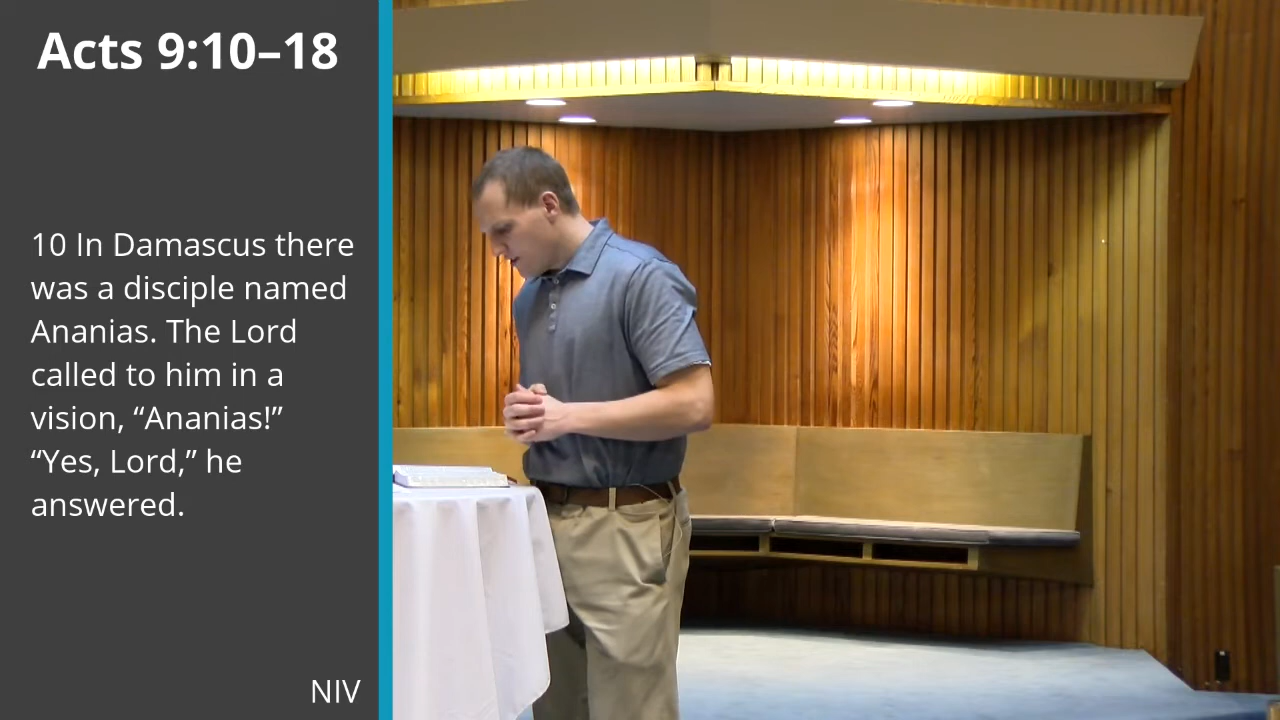 Acts 9:10–18
10 In Damascus there
was a disciple named
Ananias. The Lord
called to him in a
vision, “Ananias!”
“Yes, Lord,” he
answered.
NIV